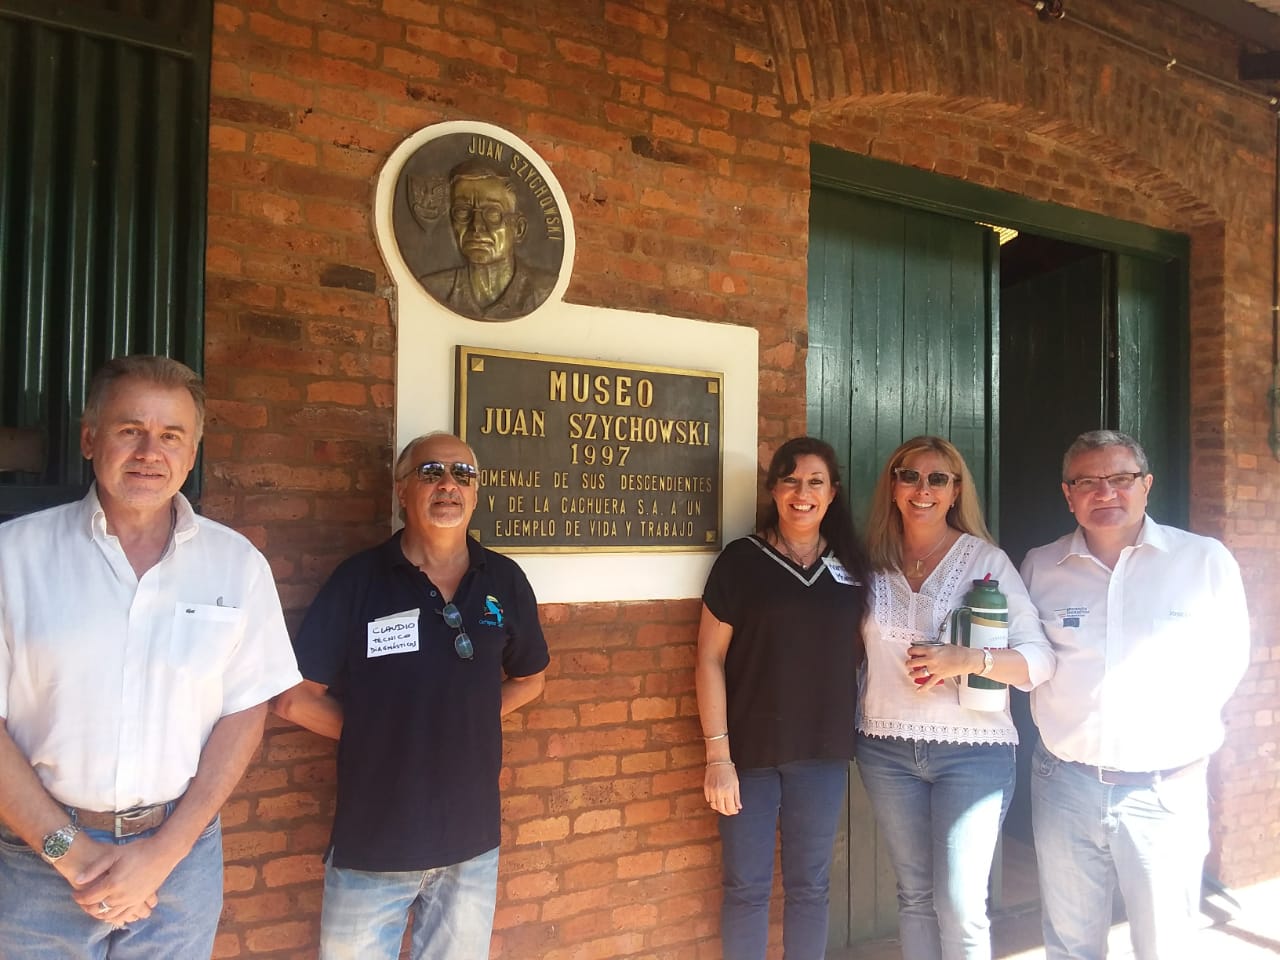 JUAN SZYCHOWSKI
MUSEO
JUAN SZYCHOWSKI
1997
HOMENAJE DE SUS DESCENDIENTES
Y DE LA CACHUERA S.A. A UN
EJEMPLO DE VIDA Y TRABAJO
CLAUDIO
TECNICO
DIAGNÓSTICOS